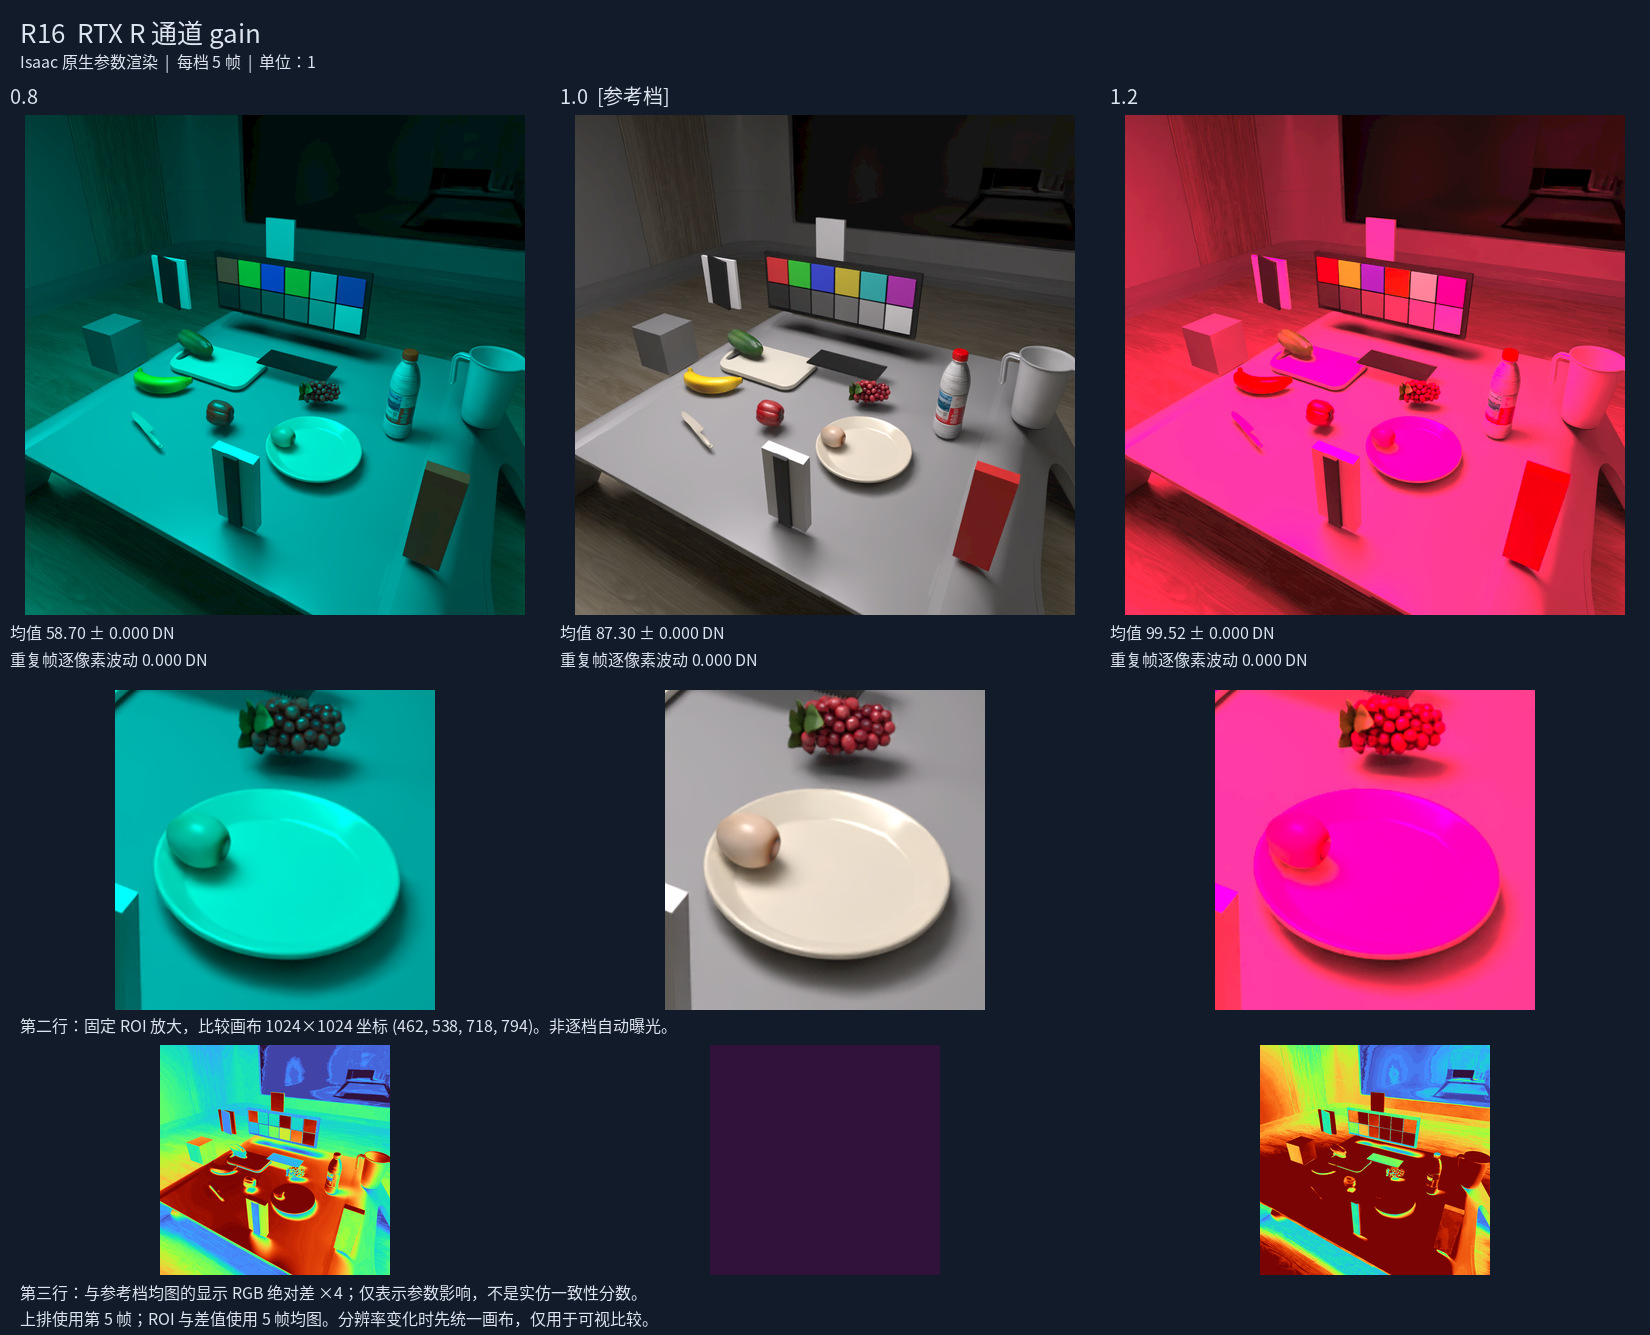 R16 RTX R 通道 gain
Isaac 原生参数渲染 | 每档 5 帧 | 单位：1
0.8
1.0 [参考档]
1.2
均值 58.70 ± 0.000 DN
重复帧逐像素波动 0.000 DN
均值 87.30 ± 0.000 DN
重复帧逐像素波动 0.000 DN
均值 99.52 ± 0.000 DN
重复帧逐像素波动 0.000 DN
第二行：固定 ROI 放大，比较画布 1024×1024 坐标 (462, 538, 718, 794)。非逐档自动曝光。
第三行：与参考档均图的显示 RGB 绝对差 ×4；仅表示参数影响，不是实仿一致性分数。
上排使用第 5 帧；ROI 与差值使用 5 帧均图。分辨率变化时先统一画布，仅用于可视比较。